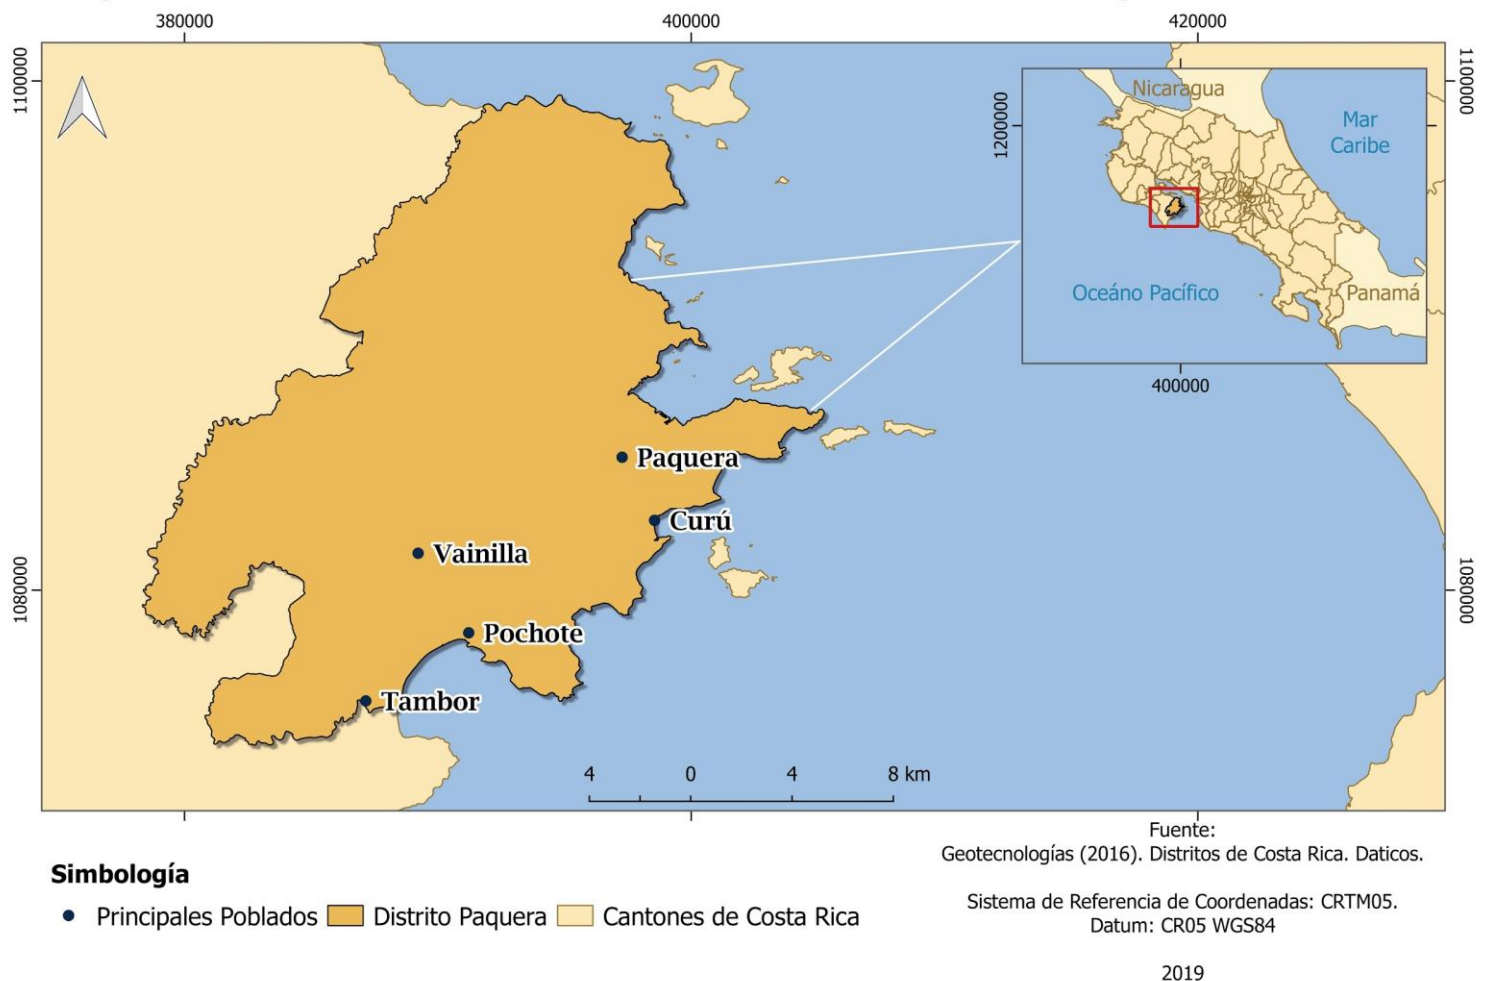 380000
400000
420000
1100000
1100000
Nicaragua
Mar
Caribe
1200000
Oceáno Pacífico
Panamá
400000
Paquera
Curú
Vainilla
1080000
1080000
Pochote
Tambor
4 0 4 8 km
Fuente:
Geotecnologías (2016). Distritos de Costa Rica. Daticos.
Simbología
Principales Poblados Distrito Paquera Cantones de Costa Rica
Sistema de Referencia de Coordenadas: CRTM05.
Datum: CR05 WGS84
2019